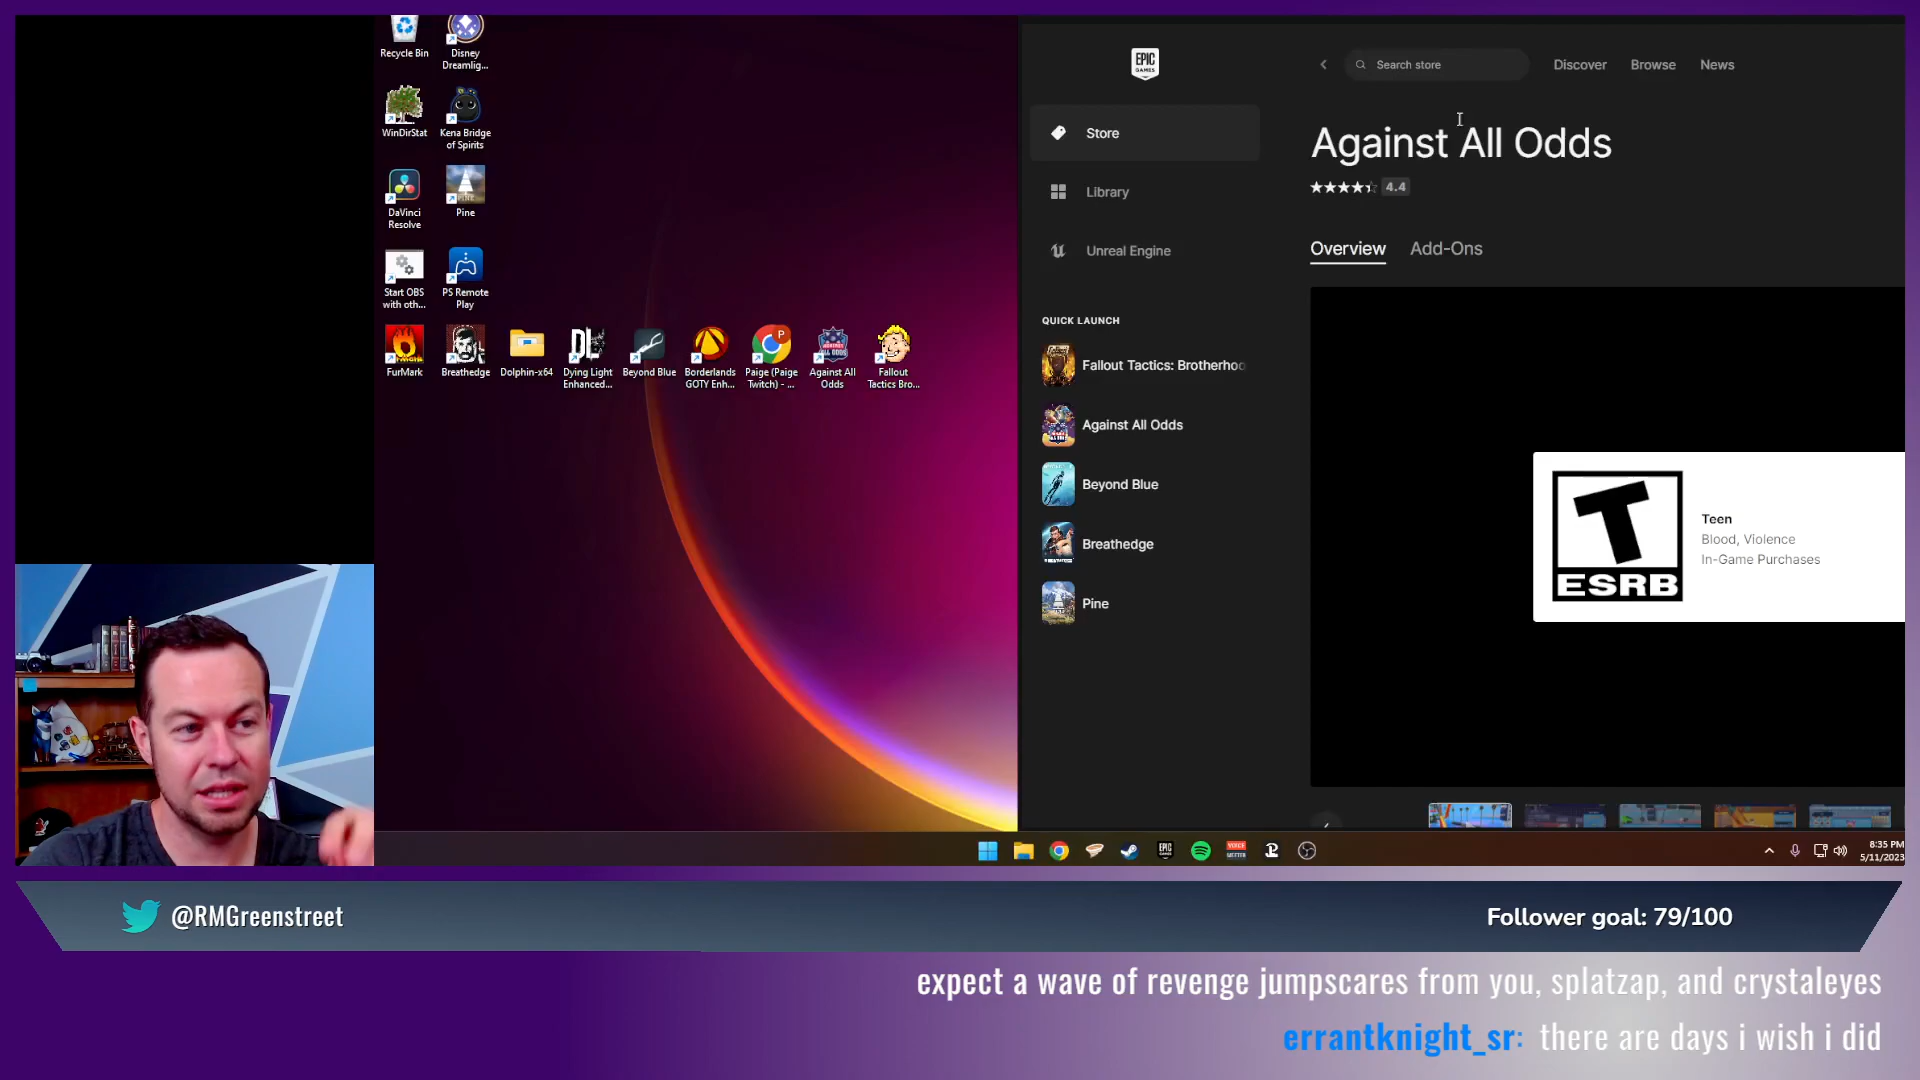 Recycle Bin
Disney
Dreamlig...
WinDirStat
Kena Bridge
of Spirits
DaVinci
Resolve
PINE
Pine
Start OBS
with oth...
PS Remote
Play
FurMark
Breathedge
Dolphin-x64
DL
Dying Light
Enhanced...
Beyond Blue
Borderlands
GOTY Enh...
P
Paige (Paige
Twitch) - ...
Against All
Odds
Fallout
Tactics Bro...
EPIC
GAMES
Search store
Discover
Browse
News
Store
Library
Unreal Engine
QUICK LAUNCH
Fallout Tactics: Brotherhoo
Against All Odds
Beyond Blue
Breathedge
Pine
Against All Odds
4.4
Overview
Add-Ons
T
ESRB
Teen
Blood, Violence
In-Game Purchases
8:35 PM
5/11/2023
@RMGreenstreet
Follower goal: 79/100
expect a wave of revenge jumpscares from you, splatzap, and crystaleyes
errantknight_sr: there are days i wish i did